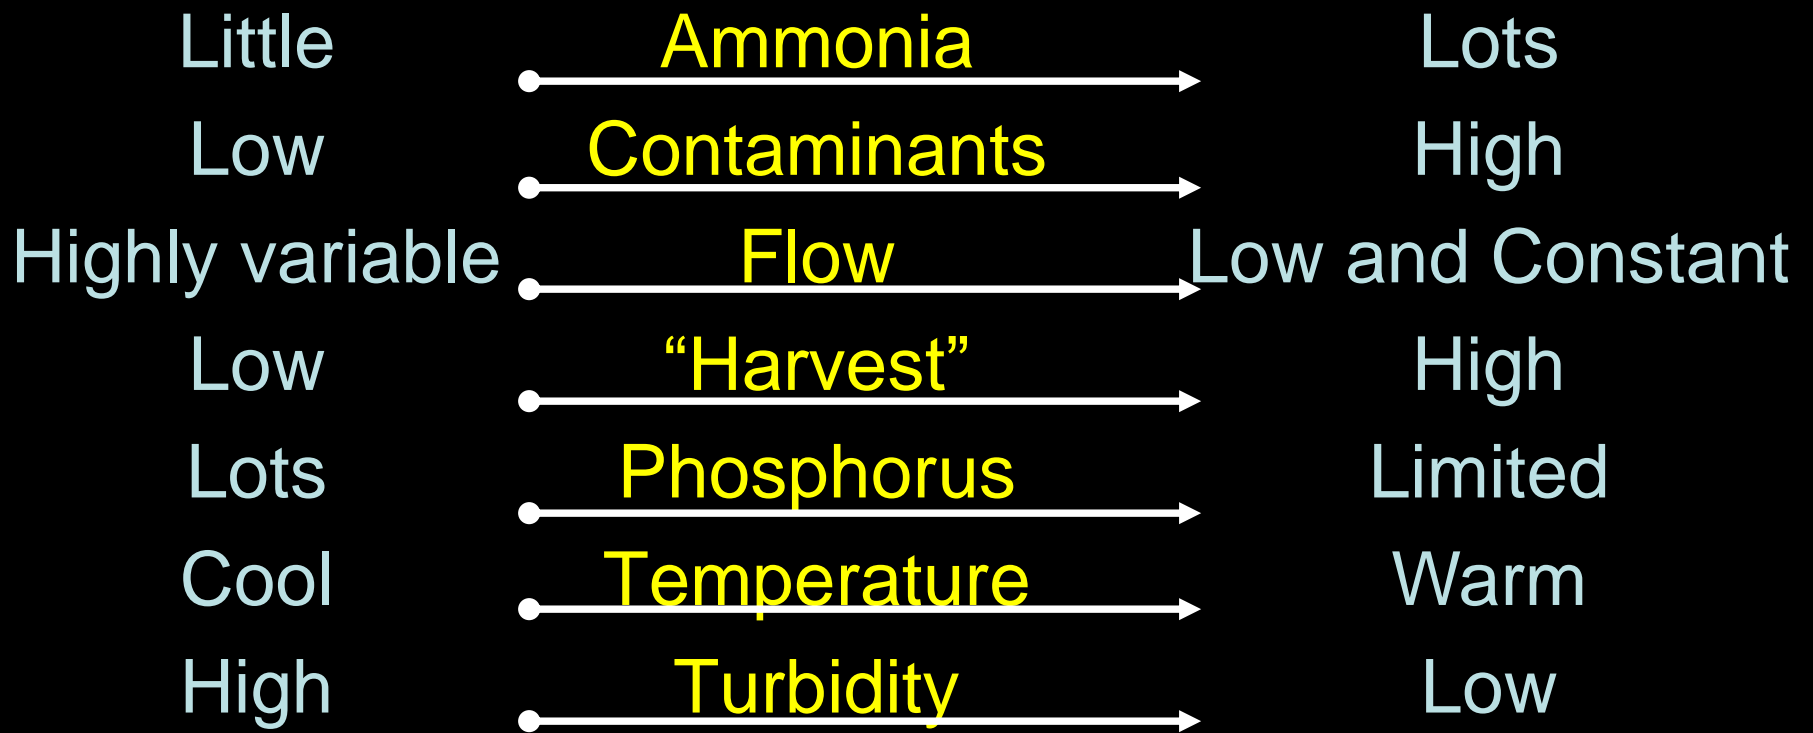 Little Ammonia Lots
Low Contaminants High
Highly variable Flow Low and Constant
Low “Harvest” High
Lots Phosphorus Limited
Cool Temperature Warm
High Turbidity Low